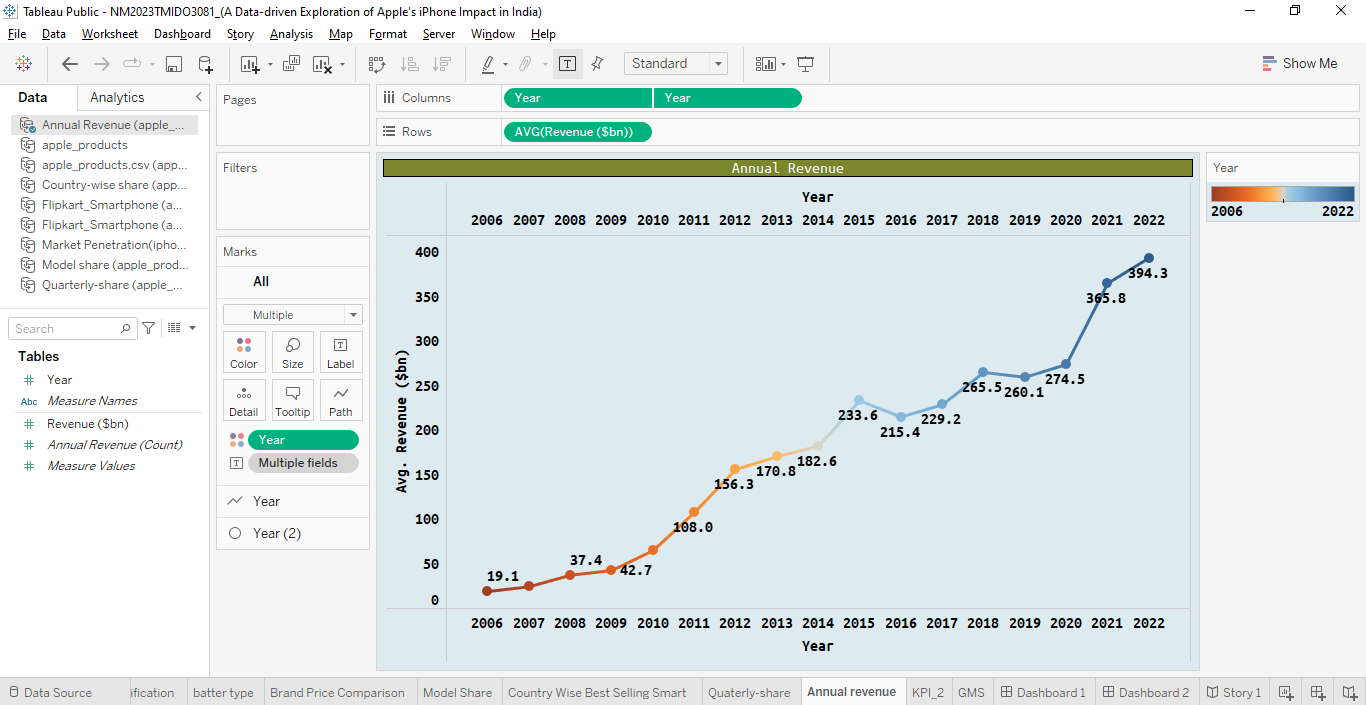 Tableau Public - NM2023TMIDO3081_(A Data-driven Exploration of Apple's iPhone Impact in India)
File Data Worksheet Dashboard Story Analysis Map Format Server Window Help
Standard
Show Me
Data Analytics
Annual Revenue (apple_...
apple_products
apple_products.csv (app...
Country-wise share (app...
Flipkart_Smartphone (a...
Flipkart_Smartphone (a...
Market Penetration(ipho...
Model share (apple_prod...
Quarterly-share (apple_...
Search
Tables
Year
Abc Measure Names
Revenue ($bn)
Annual Revenue (Count)
Measure Values
Pages
Filters
Marks
All
Multiple
Color Size Label
Detail Tooltip Path
Year
Multiple fields
Year
Year (2)
Columns Year Year
Rows AVG(Revenue ($bn))
Annual Revenue
Year
2006 2007 2008 2009 2010 2011 2012 2013 2014 2015 2016 2017 2018 2019 2020 2021 2022
Avg. Revenue ($bn)
400
350
300
250
200
150
100
50
0
19.1
37.4
42.7
108.0
156.3
170.8
182.6
233.6
215.4
229.2
265.5
260.1
274.5
365.8
394.3
2006 2007 2008 2009 2010 2011 2012 2013 2014 2015 2016 2017 2018 2019 2020 2021 2022
Year
Year
2006 2022
Data Source ification batter type Brand Price Comparison Model Share Country Wise Best Selling Smart Quaterly-share Annual revenue KPI_2 GMS Dashboard 1 Dashboard 2 Story 1